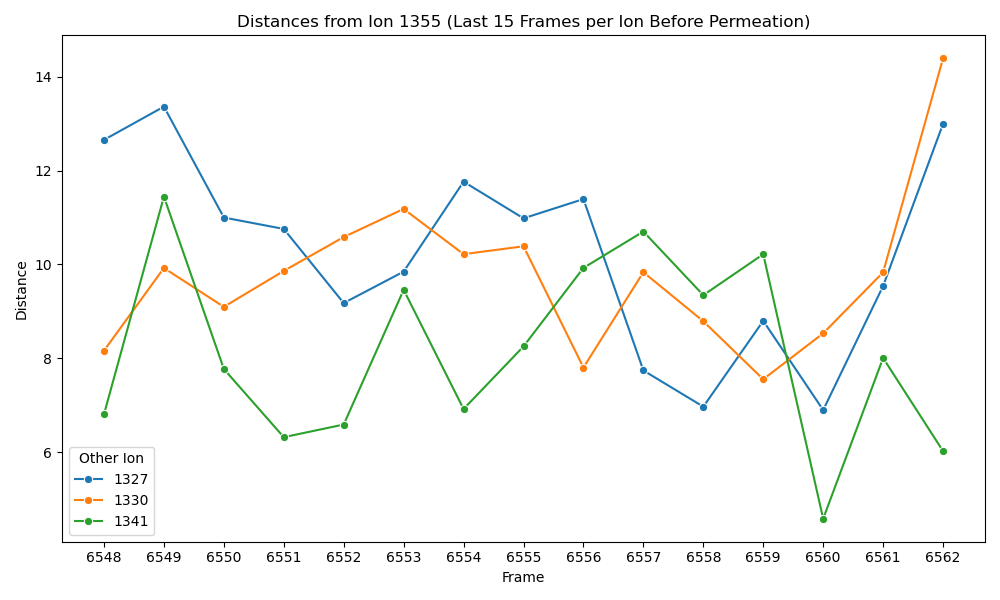 Distances from Ion 1355 (Last 15 Frames per Ion Before Permeation)
Distance
14
12
10
8
6
Other Ion
1327
1330
1341
6548 6549 6550 6551 6552 6553 6554 6555 6556 6557 6558 6559 6560 6561 6562
Frame